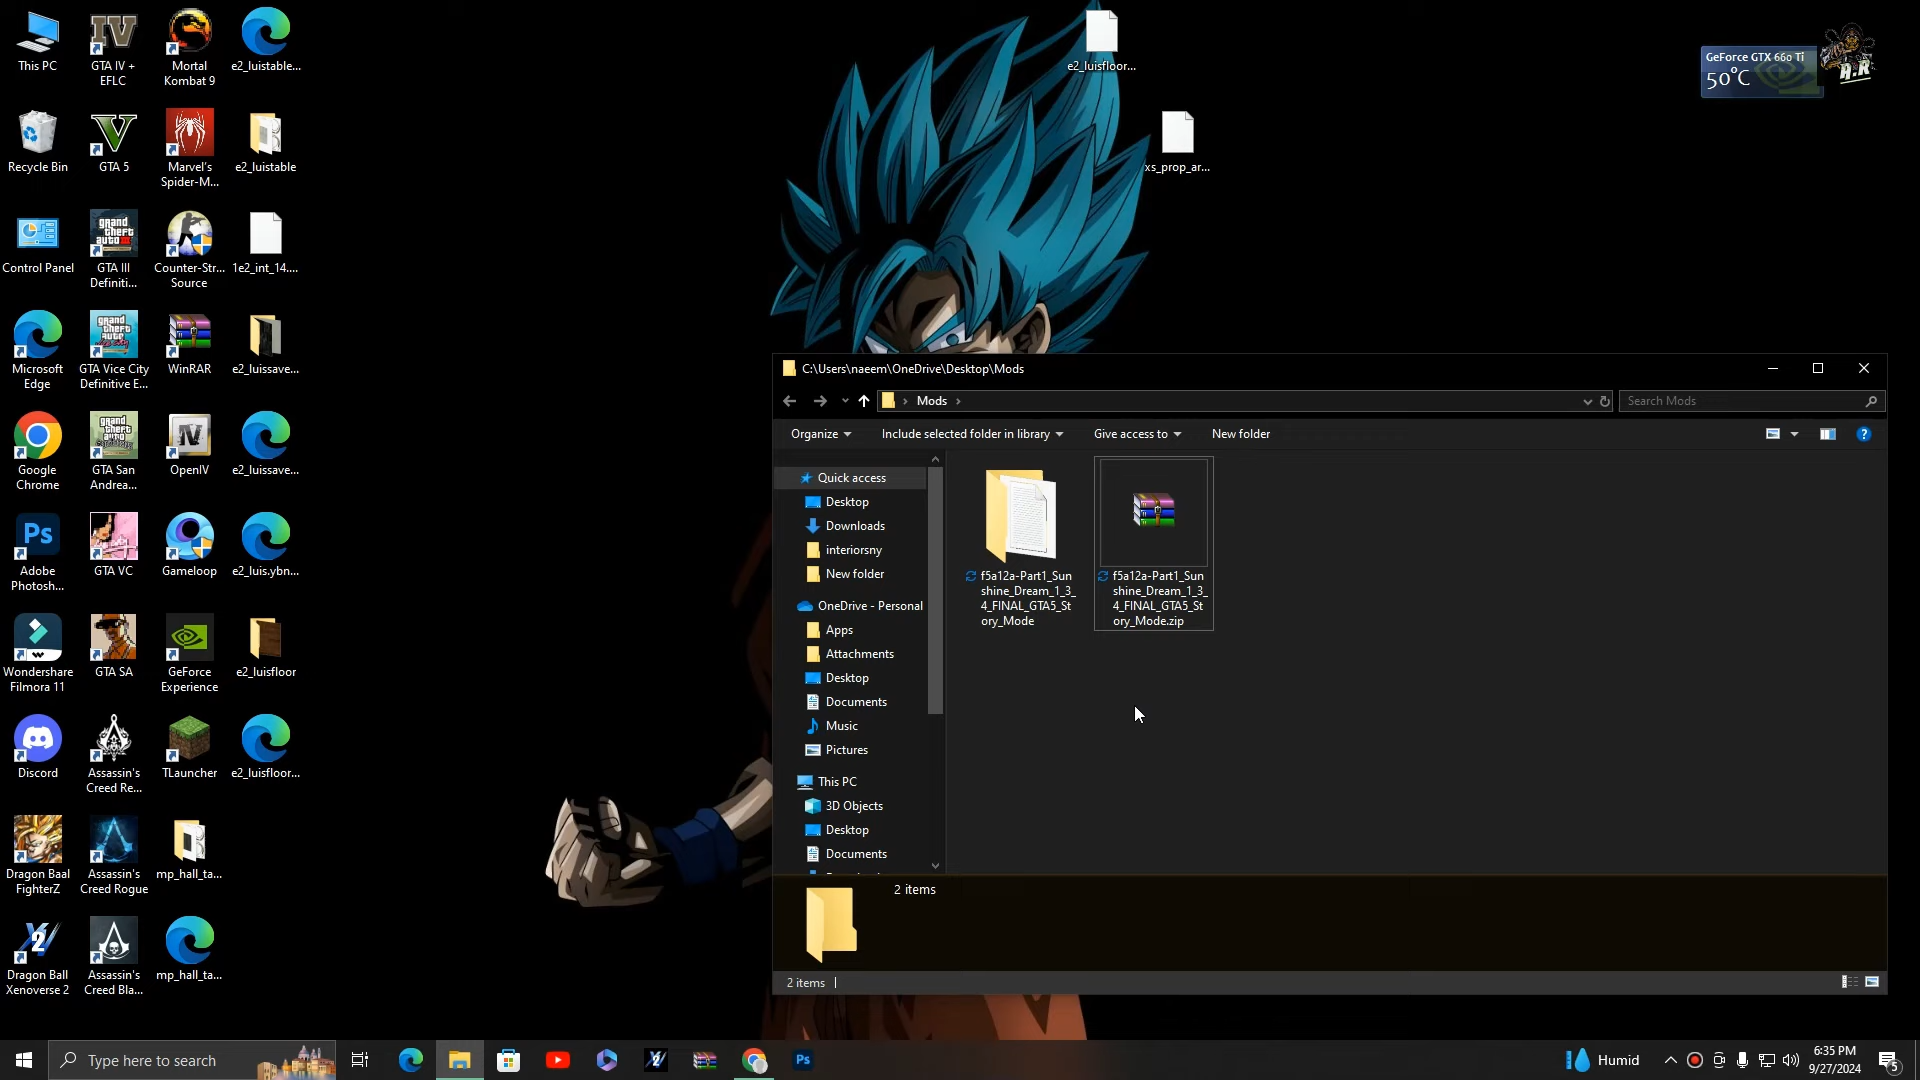 This PC
GTA IV +
EFLC
Mortal
Kombat 9
e2_luistable...
Recycle Bin
GTA 5
Marvel's
Spider-M...
e2_luistable
Control Panel
GTA III
Definiti...
Counter-Str...
Source
1e2_int_14....
Microsoft
Edge
GTA Vice City
Definitive E...
WinRAR
e2_luissave...
Google
Chrome
GTA San
Andrea...
OpenIV
e2_luissave...
Adobe
Photosh...
GTA VC
Gameloop
e2_luis.ybn...
Wondershare
Filmora 11
GTA SA
GeForce
Experience
e2_luisfloor
Discord
Assassin's
Creed Re...
TLauncher
e2_luisfloor...
Dragon Baal
FighterZ
Assassin's
Creed Rogue
mp_hall_ta...
Dragon Ball
Xenoverse 2
Assassin's
Creed Bla...
mp_hall_ta...
e2_luisfloor...
xs_prop_ar...
GeForce GTX 660 Ti
50°C
A.R
C:\Users\naeem\OneDrive\Desktop\Mods
Mods
Search Mods
Organize
Include selected folder in library
Give access to
New folder
Quick access
Desktop
Downloads
interiorsny
New folder
OneDrive - Personal
Apps
Attachments
Desktop
Documents
Music
Pictures
This PC
3D Objects
Desktop
Documents
f5a12a-Part1_Sun
shine_Dream_1_3_
4_FINAL_GTA5_St
ory_Mode
f5a12a-Part1_Sun
shine_Dream_1_3_
4_FINAL_GTA5_St
ory_Mode.zip
2 items
2 items
Type here to search
Humid
6:35 PM
9/27/2024
5